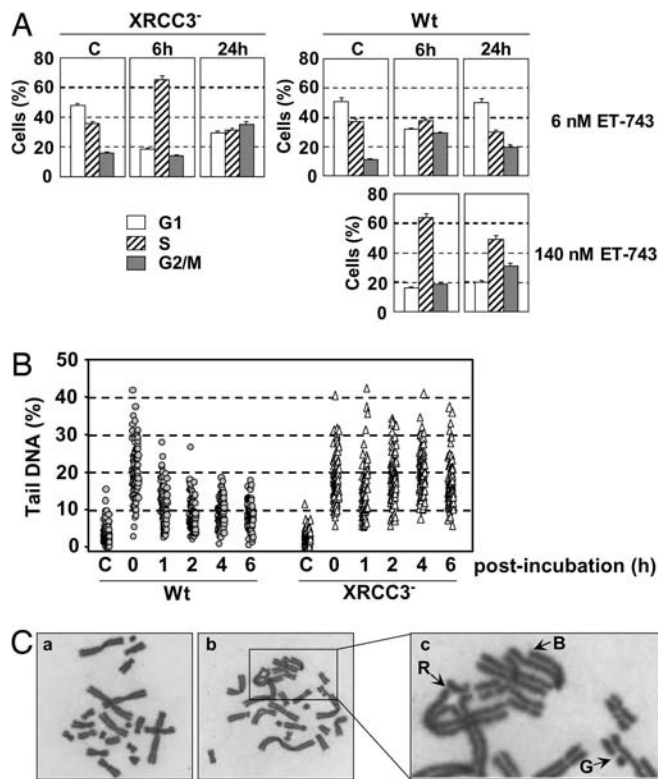 A
XRCC3-
Wt
C 6h 24h
C 6h 24h
Cells (%)
80
60
40
20
0
Cells (%)
80
60
40
20
0
6 nM ET-743
G1
S
G2/M
Cells (%)
80
60
40
20
0
140 nM ET-743
B
Tail DNA (%)
50
40
30
20
10
0
C 0 1 2 4 6 C 0 1 2 4 6 post-incubation (h)
Wt XRCC3-
C
a b c
B
R
G